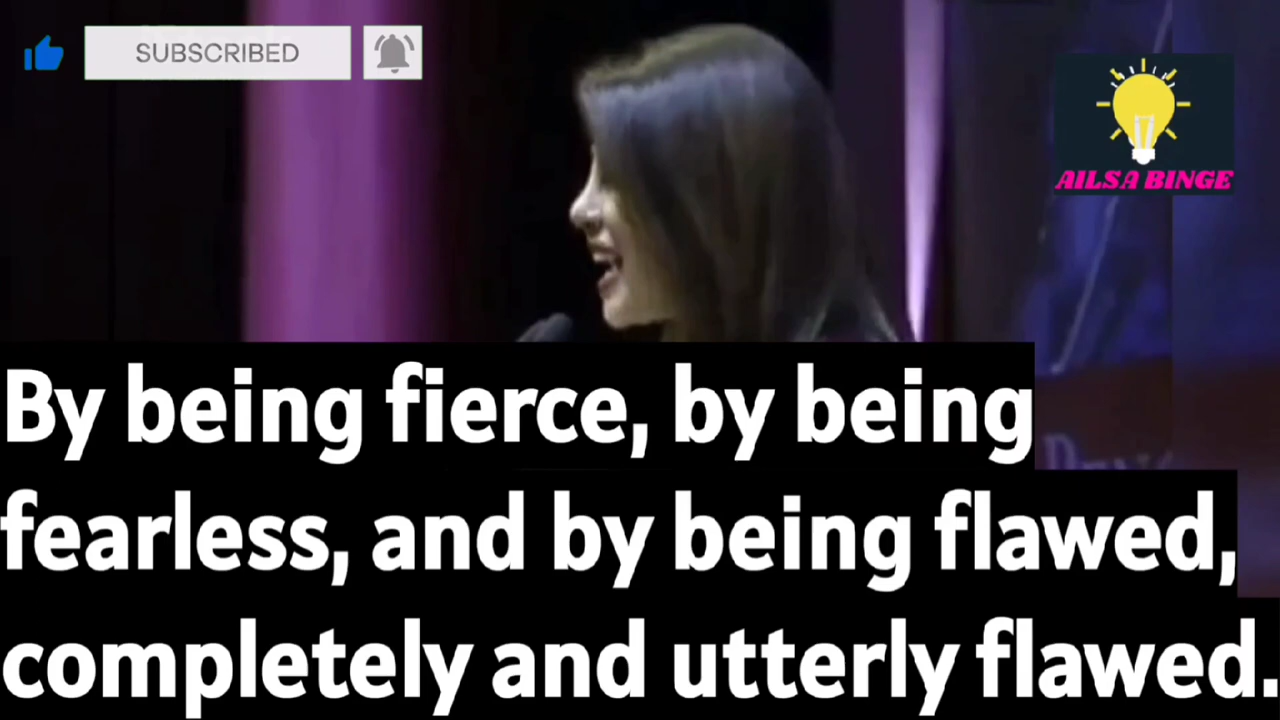 SUBSCRIBED
AILSA BINGE
By being fierce, by being
fearless, and by being flawed,
completely and utterly flawed.